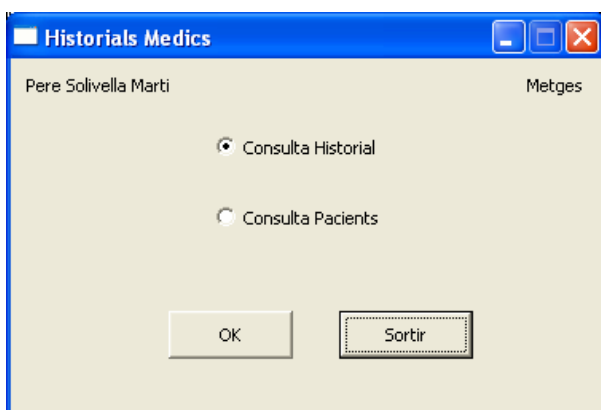 Historials Medics
Pere Solivella Marti Metges
Consulta Historial
Consulta Pacients
OK Sortir